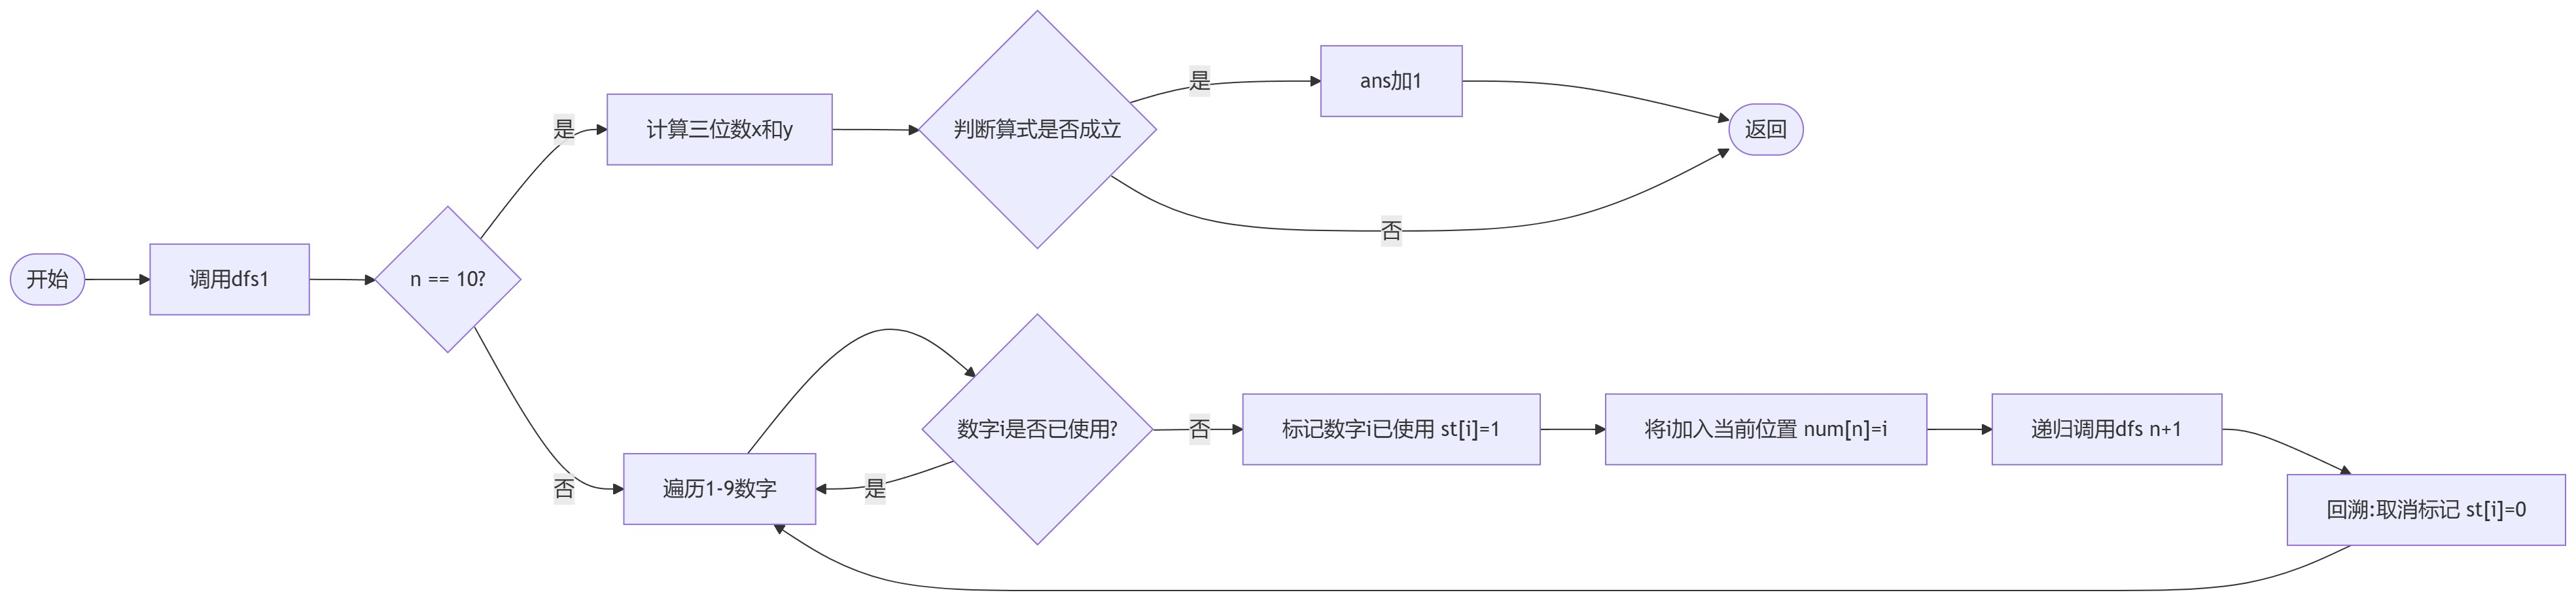 开始
调用dfs1
n == 10?
是
计算三位数x和y
判断算式是否成立
是
ans加1
返回
否
否
遍历1-9数字
数字i是否已使用?
是
否
标记数字i已使用 st[i]=1
将i加入当前位置 num[n]=i
递归调用dfs n+1
回溯:取消标记 st[i]=0